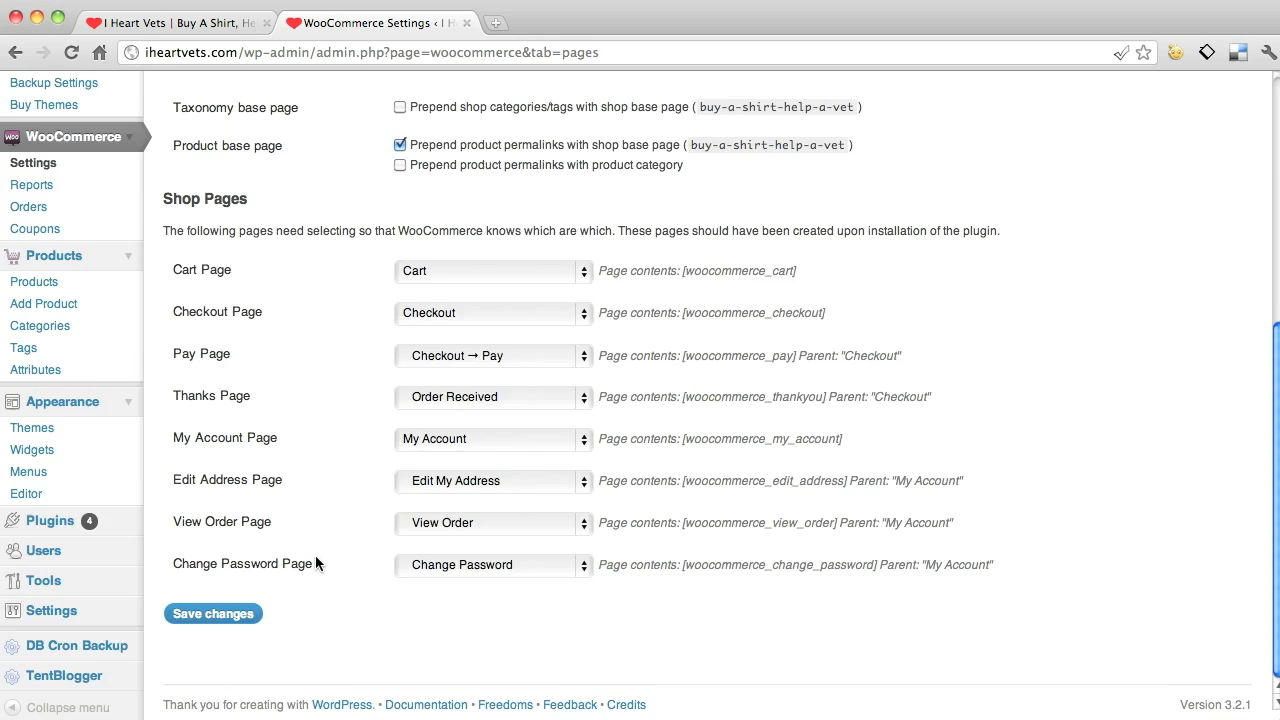 I Heart Vets | Buy A Shirt, He
WooCommerce Settings ‹ I H
iheartvets.com/wp-admin/admin.php?page=woocommerce&tab=pages
Backup Settings
Buy Themes
WooCommerce
Settings
Reports
Orders
Coupons
Products
Products
Add Product
Categories
Tags
Attributes
Appearance
Themes
Widgets
Menus
Editor
Plugins 4
Users
Tools
Settings
DB Cron Backup
TentBlogger
Collapse menu
Taxonomy base page Prepend shop categories/tags with shop base page ( buy-a-shirt-help-a-vet )
Product base page Prepend product permalinks with shop base page ( buy-a-shirt-help-a-vet )
Prepend product permalinks with product category
Shop Pages
The following pages need selecting so that WooCommerce knows which are which. These pages should have been created upon installation of the plugin.
Cart Page Cart Page contents: [woocommerce_cart]
Checkout Page Checkout Page contents: [woocommerce_checkout]
Pay Page Checkout → Pay Page contents: [woocommerce_pay] Parent: "Checkout"
Thanks Page Order Received Page contents: [woocommerce_thankyou] Parent: "Checkout"
My Account Page My Account Page contents: [woocommerce_my_account]
Edit Address Page Edit My Address Page contents: [woocommerce_edit_address] Parent: "My Account"
View Order Page View Order Page contents: [woocommerce_view_order] Parent: "My Account"
Change Password Page Change Password Page contents: [woocommerce_change_password] Parent: "My Account"
Save changes
Thank you for creating with WordPress. • Documentation • Freedoms • Feedback • Credits
Version 3.2.1